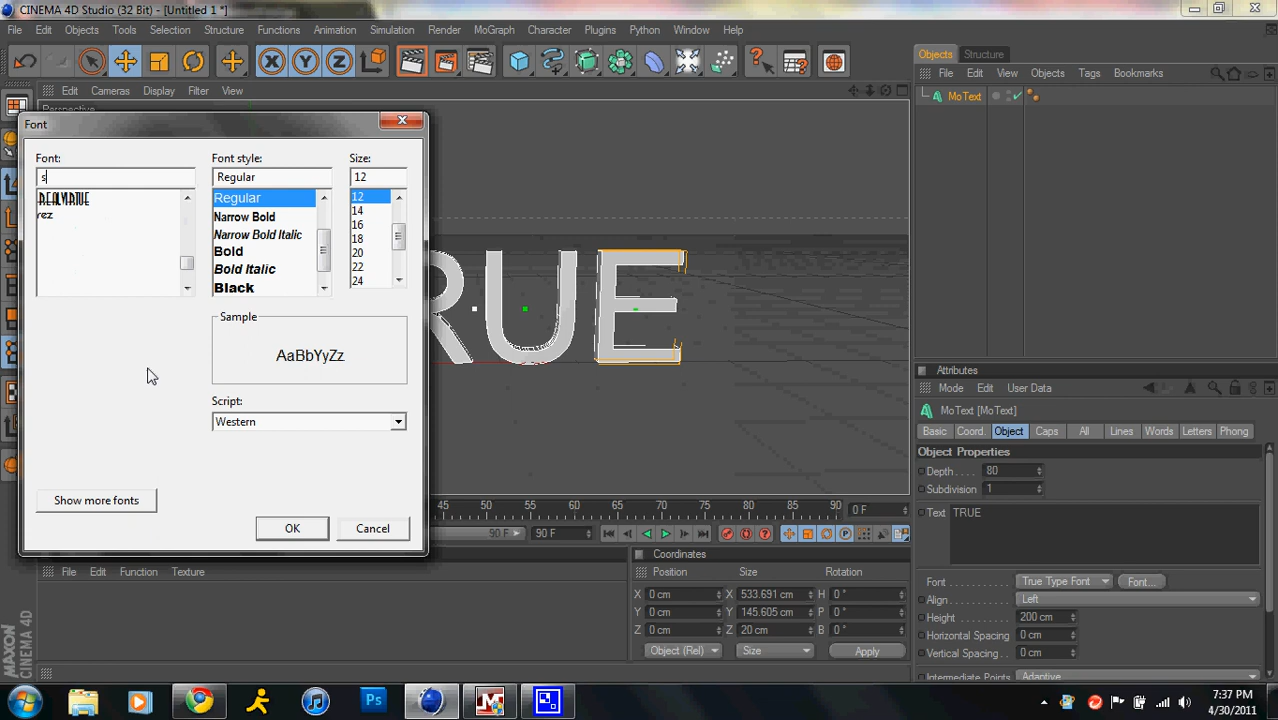 CINEMA 4D Studio (32 Bit) - [Untitled 1 *]
File Edit Objects Tools Selection Structure Functions Animation Simulation Render MoGraph Character Plugins Python Window Help
X Y Z
Objects Structure
File Edit View Objects Tags Bookmarks
MoText
Edit Cameras Display Filter View
Perspective
Font
Font: Font style: Size:
s Regular 12
REALVIRTUE
rez
Regular
Narrow Bold
Narrow Bold Italic
Bold
Bold Italic
Black
12
14
16
18
20
22
24
Sample
AaBbYyZz
Script:
Western
Show more fonts
OK Cancel
RUE
Attributes
Mode Edit User Data
MoText [MoText]
Basic Coord. Object Caps All Lines Words Letters Phong
Object Properties
Depth . . . . 80
Subdivision 1
Text TRUE
Font . . . . True Type Font Font...
Align . . . . Left
Height . . . . 200 cm
Horizontal Spacing 0 cm
Vertical Spacing 0 cm
Intermediate Points Adaptive
45 50 55 60 65 70 75 80 85 90 0 F
90 F 90 F
File Edit Function Texture
Coordinates
Position Size Rotation
X 0 cm X 533.691 cm H 0 °
Y 0 cm Y 145.605 cm P 0 °
Z 0 cm Z 20 cm B 0 °
Object (Rel) Size Apply
MAXON
CINEMA 4D
Ps
7:37 PM
4/30/2011